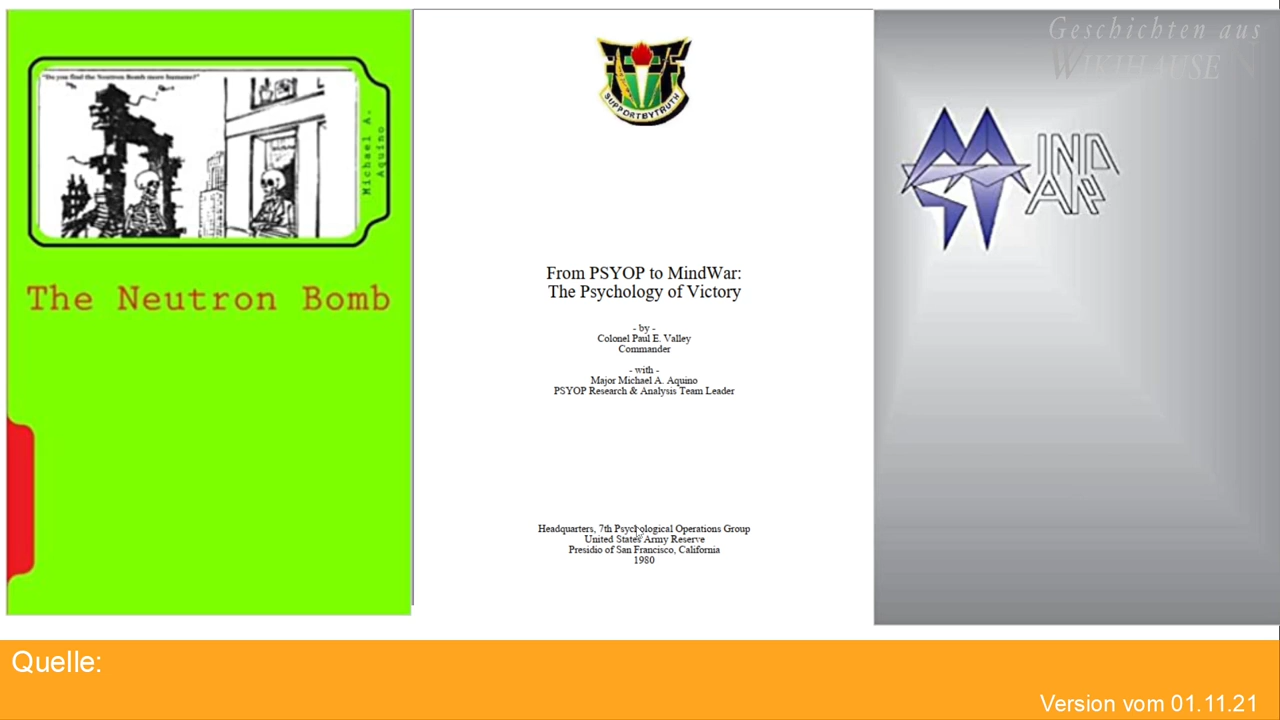 "Do you find the Neutron Bomb more humane?"
Michael A.
Aquino
The Neutron Bomb
SUPPORT BY TRUTH
From PSYOP to MindWar:
The Psychology of Victory
- by -
Colonel Paul E. Valley
Commander
- with -
Major Michael A. Aquino
PSYOP Research & Analysis Team Leader
Headquarters, 7th Psychological Operations Group
United States Army Reserve
Presidio of San Francisco, California
1980
Geschichten aus
WIKIHAUSEN
MIND
WAR
Quelle:
Version vom 01.11.21